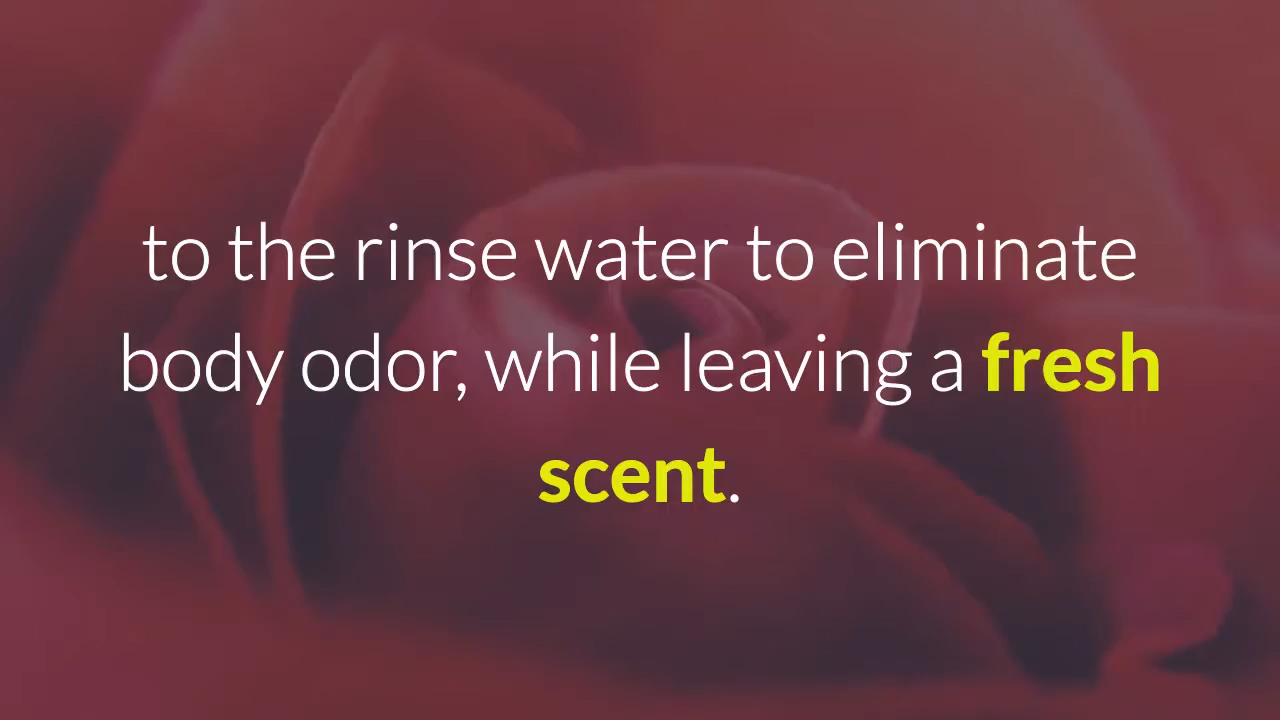 to the rinse water to eliminate
body odor, while leaving a fresh
scent.